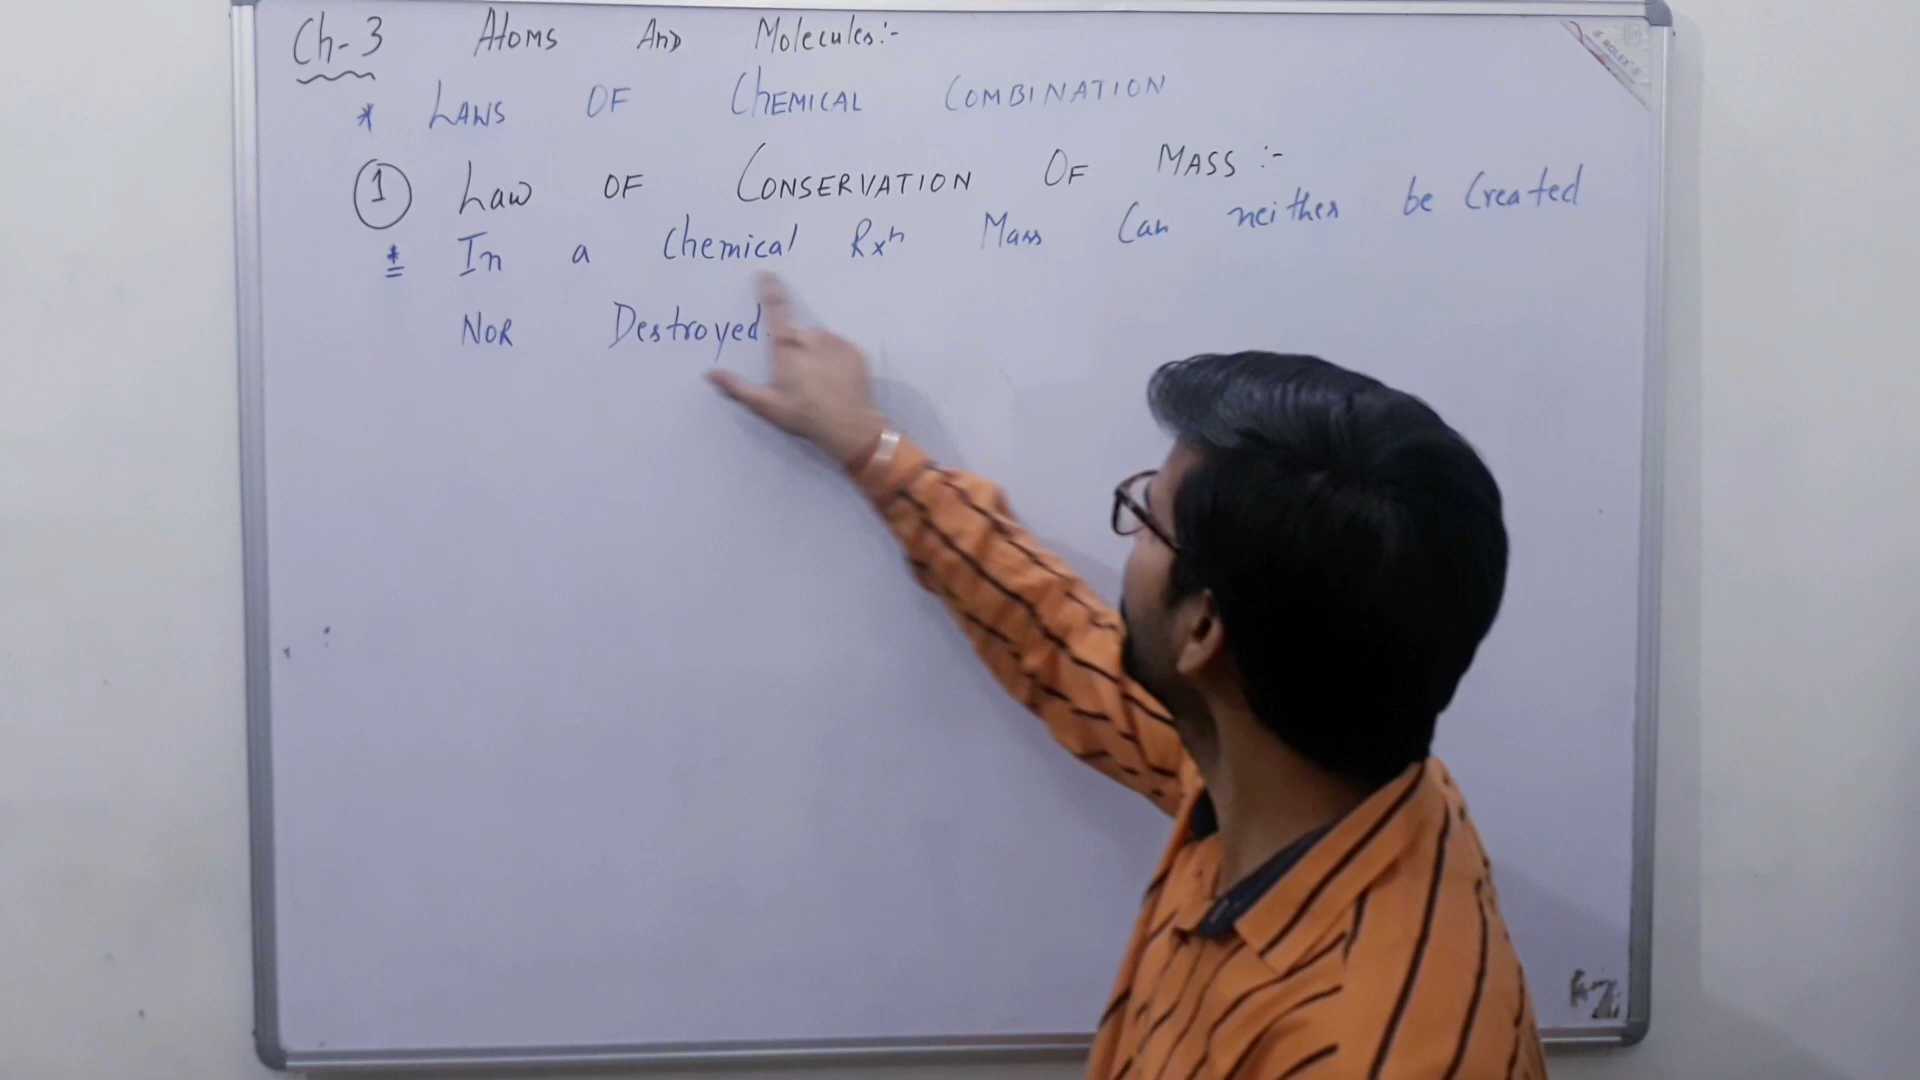 Ch-3 Atoms And Molecules:-
* LAWS OF CHEMICAL COMBINATION
1 Law OF CONSERVATION OF MASS :-
* In a Chemical Rxn Mass Can neither be Created
NOR Destroyed.
ROLEX